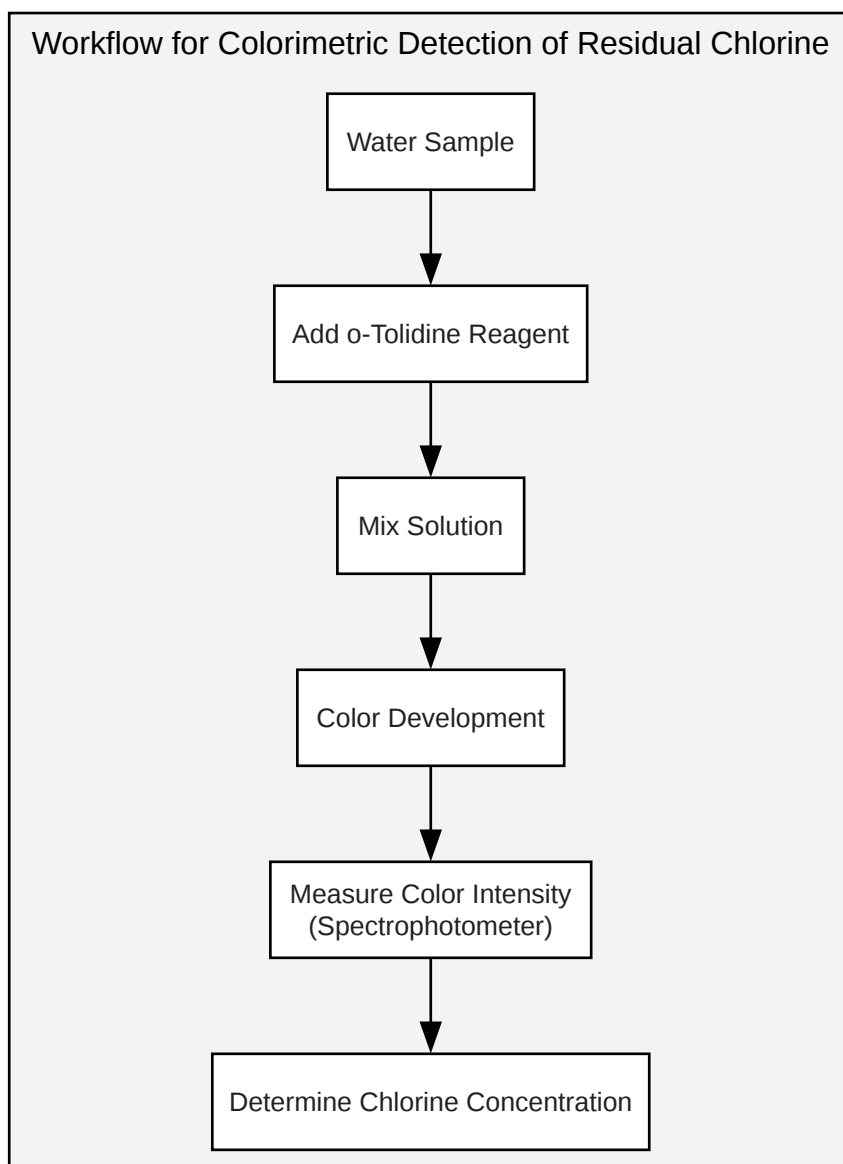 Workflow for Colorimetric Detection of Residual Chlorine
Water Sample
Add o-Tolidine Reagent
Mix Solution
Color Development
Measure Color Intensity
(Spectrophotometer)
Determine Chlorine Concentration